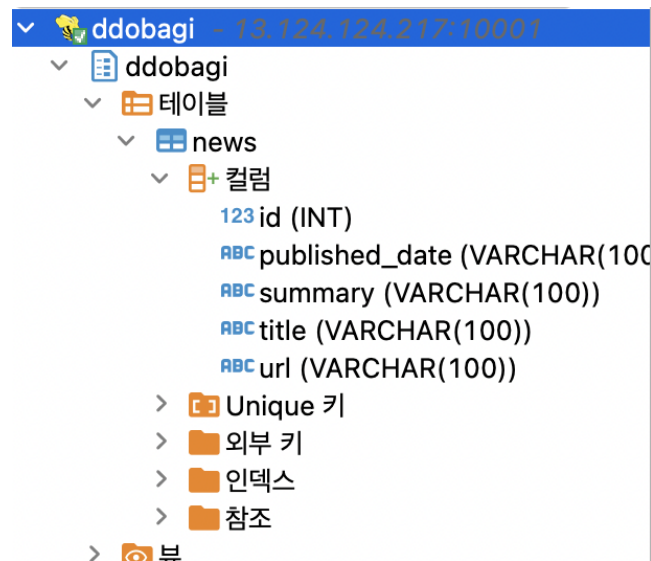 ddobagi - 13.124.124.217:10001
ddobagi
테이블
news
컬럼
123 id (INT)
ABC published_date (VARCHAR(100
ABC summary (VARCHAR(100))
ABC title (VARCHAR(100))
ABC url (VARCHAR(100))
Unique 키
외부 키
인덱스
참조
뷰